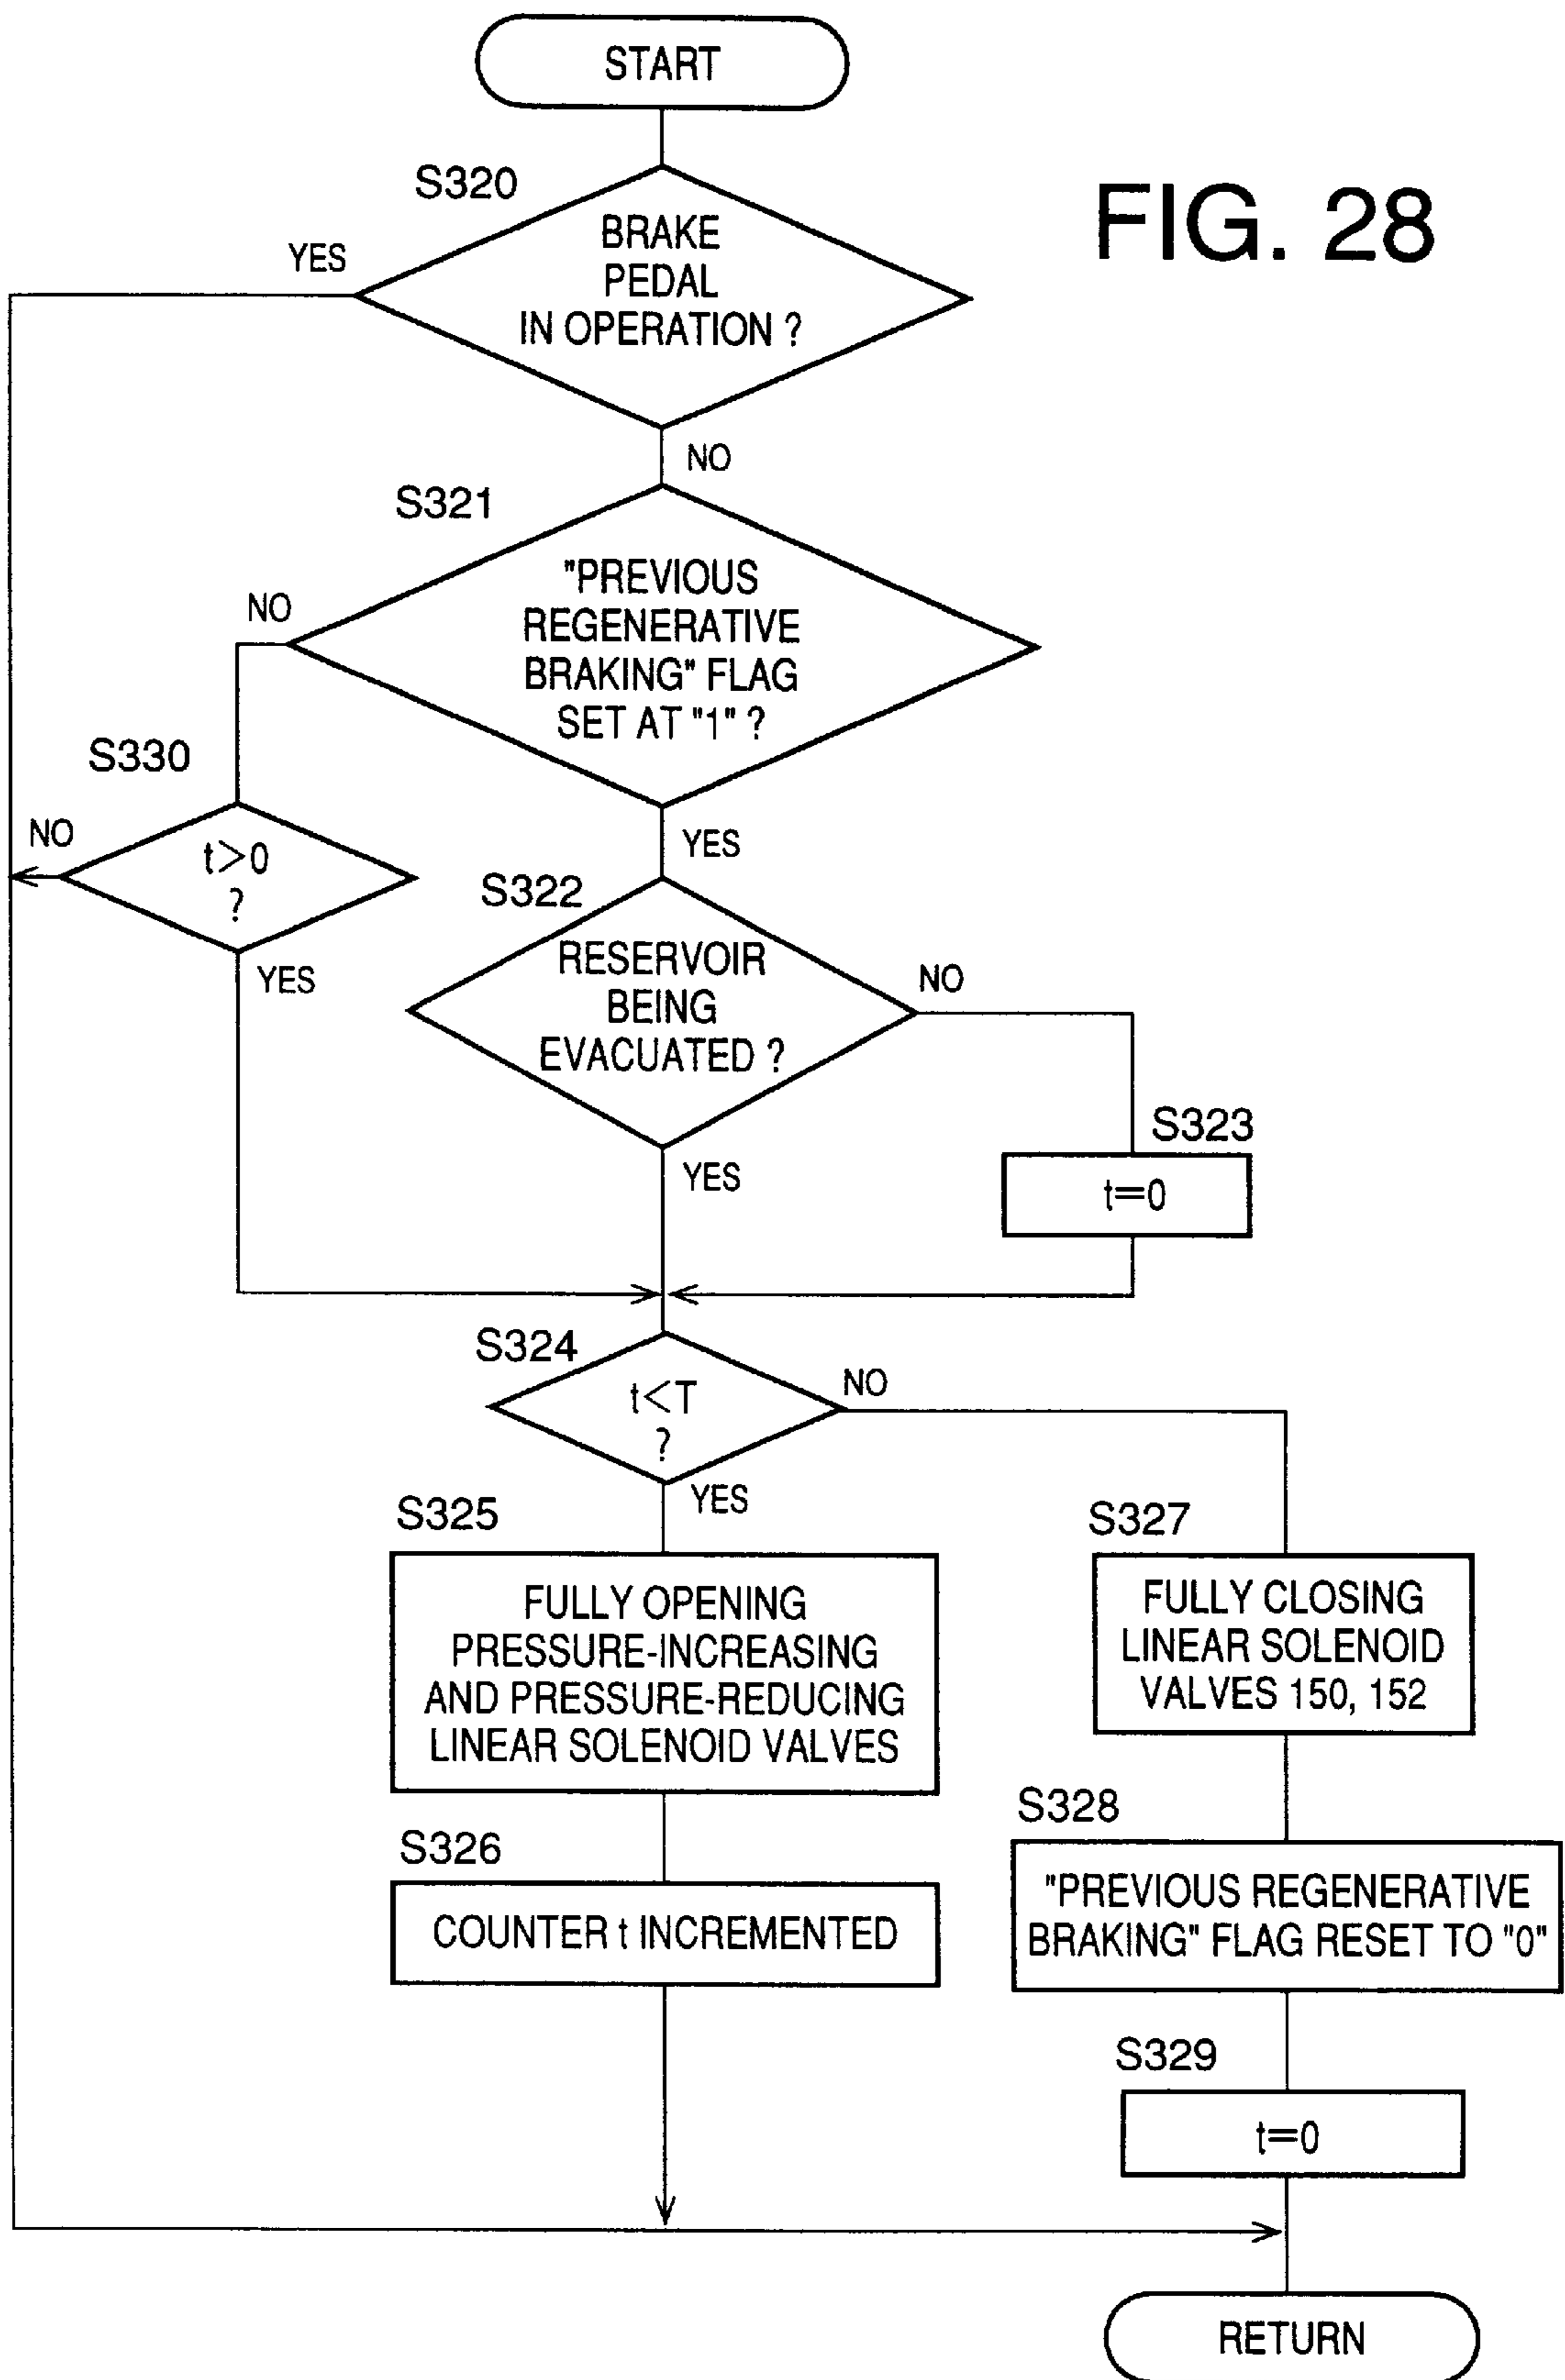 START
FIG. 28
S320
BRAKE
PEDAL
IN OPERATION ?
YES
NO
S321
"PREVIOUS
REGENERATIVE
BRAKING" FLAG
SET AT "1" ?
NO
YES
S330
t>0
?
NO
YES
S322
RESERVOIR
BEING
EVACUATED ?
NO
YES
S323
t=0
S324
t<T
?
NO
YES
S325
FULLY OPENING
PRESSURE-INCREASING
AND PRESSURE-REDUCING
LINEAR SOLENOID VALVES
S326
COUNTER t INCREMENTED
S327
FULLY CLOSING
LINEAR SOLENOID
VALVES 150, 152
S328
"PREVIOUS REGENERATIVE
BRAKING" FLAG RESET TO "0"
S329
t=0
RETURN